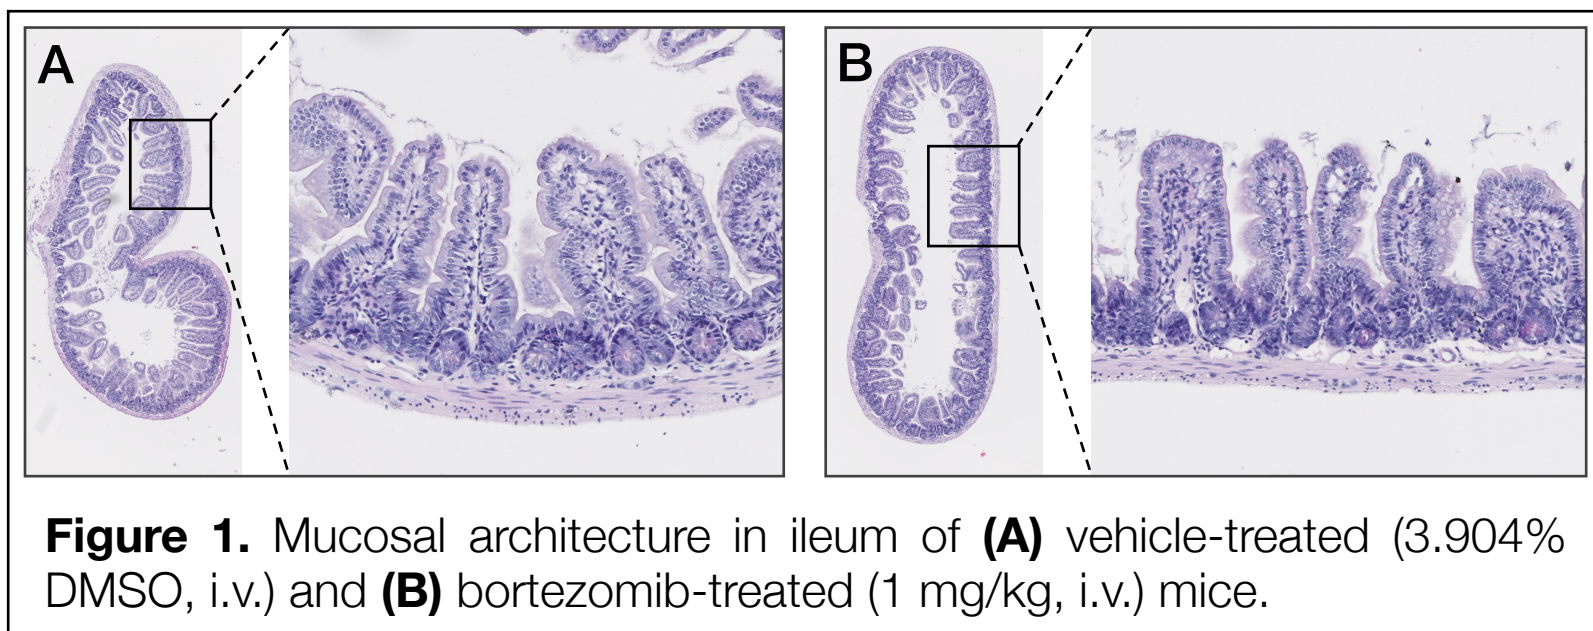 A
B
Figure 1. Mucosal architecture in ileum of (A) vehicle-treated (3.904%
DMSO, i.v.) and (B) bortezomib-treated (1 mg/kg, i.v.) mice.